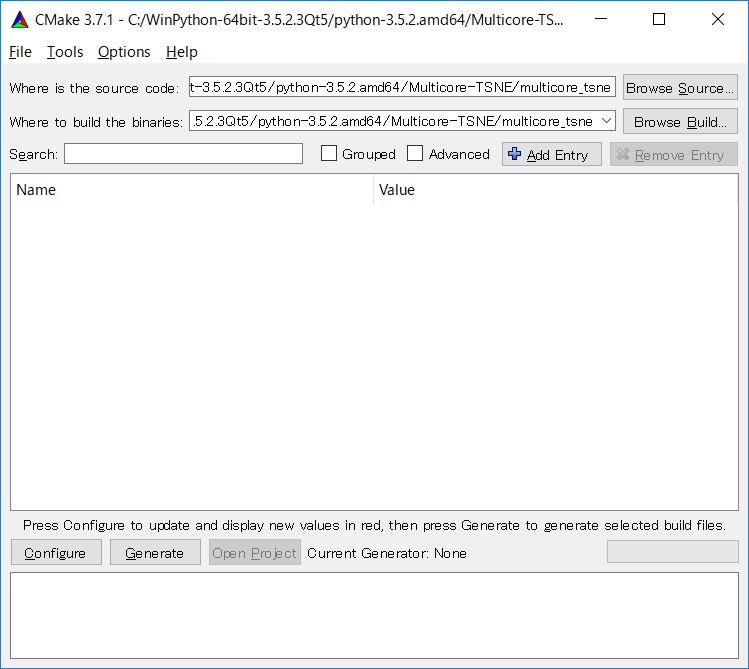 CMake 3.7.1 - C:/WinPython-64bit-3.5.2.3Qt5/python-3.5.2.amd64/Multicore-TS...
File Tools Options Help
Where is the source code: t-3.5.2.3Qt5/python-3.5.2.amd64/Multicore-TSNE/multicore_tsne Browse Source...
Where to build the binaries: .5.2.3Qt5/python-3.5.2.amd64/Multicore-TSNE/multicore_tsne Browse Build...
Search: Grouped Advanced Add Entry Remove Entry
Name Value
Press Configure to update and display new values in red, then press Generate to generate selected build files.
Configure Generate Open Project Current Generator: None